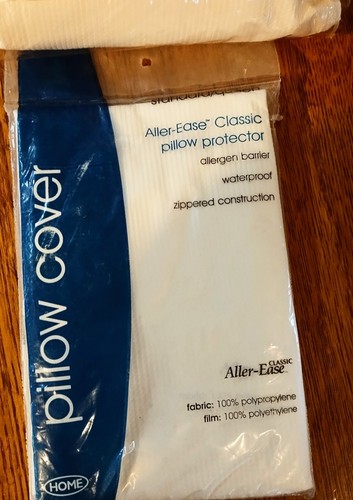 Aller-Ease™ Classic
pillow protector
allergen barrier
waterproof
zippered construction
pillow cover
CLASSIC
Aller-Ease
fabric: 100% polypropylene
film: 100% polyethylene
HOME